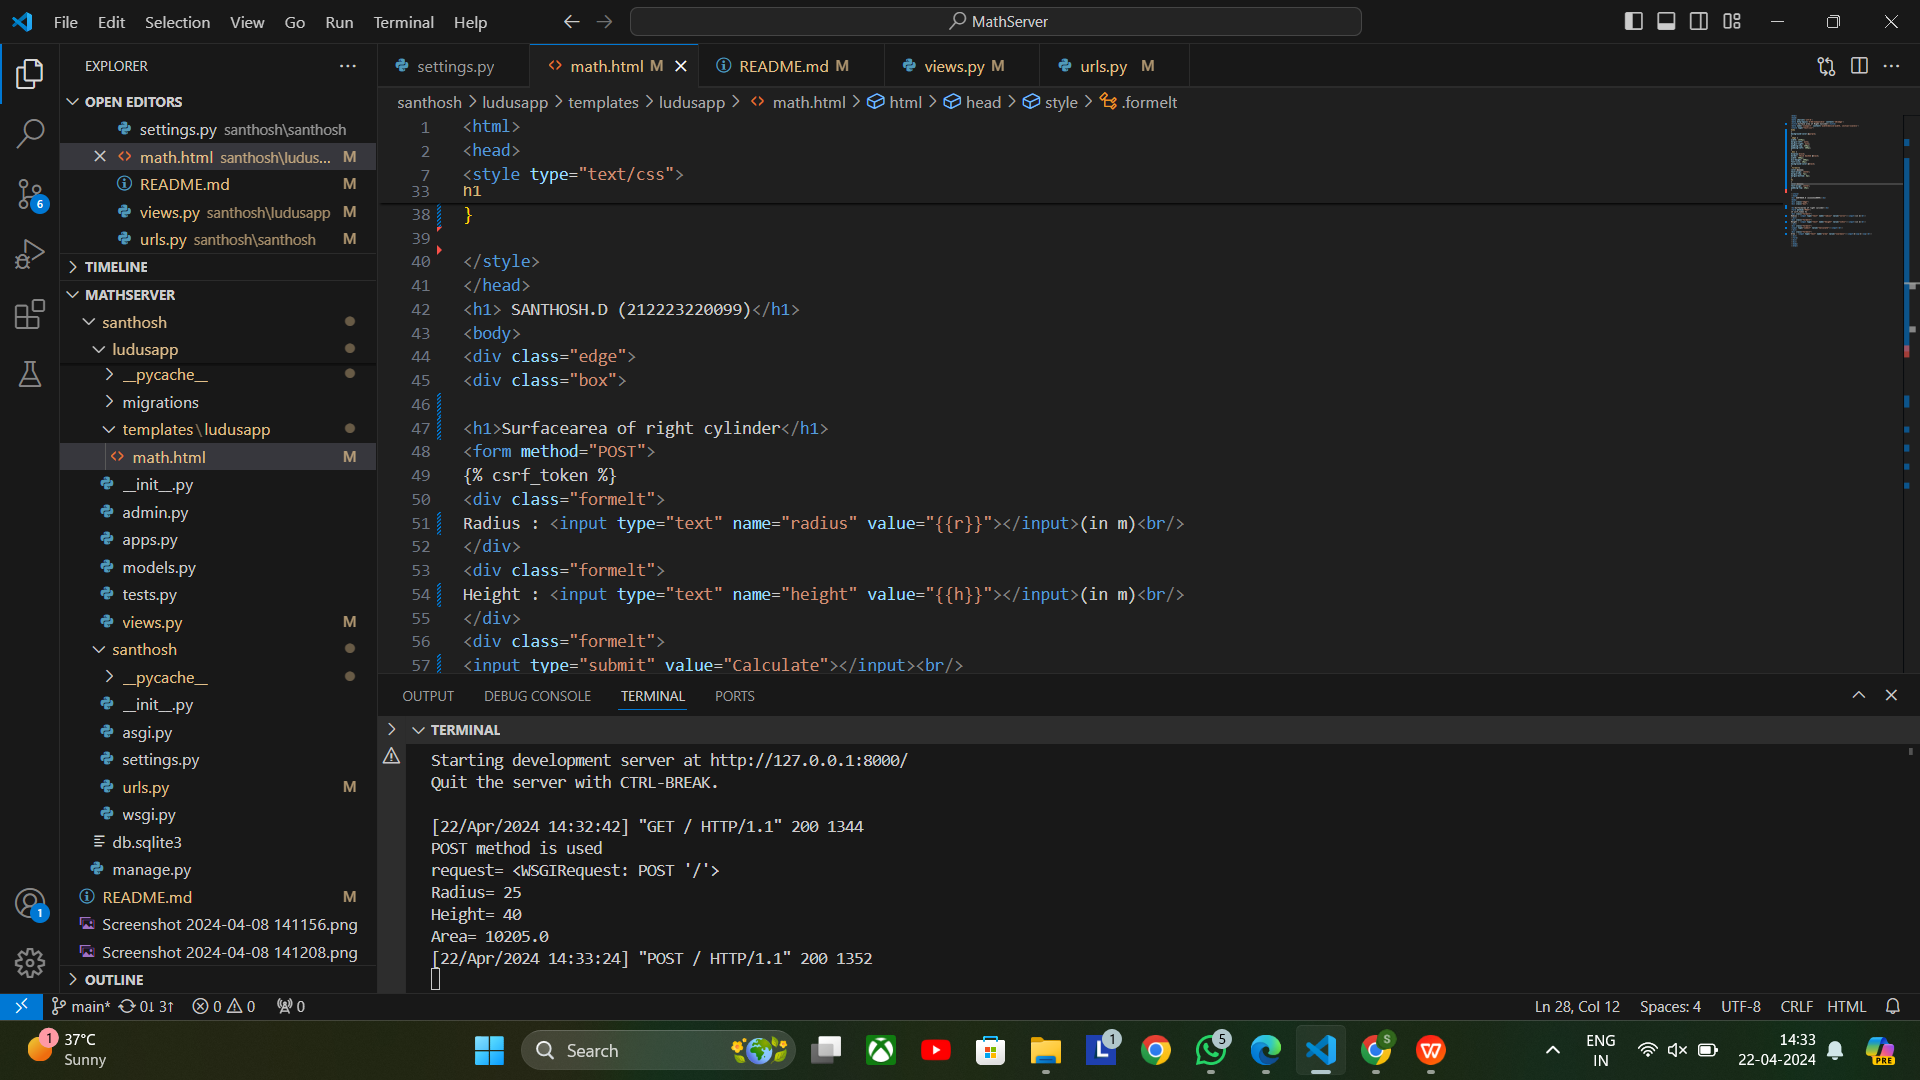 File Edit Selection View Go Run Terminal Help
MathServer
EXPLORER
OPEN EDITORS
settings.py santhosh\santhosh
math.html santhosh\ludus... M
README.md M
views.py santhosh\ludusapp M
urls.py santhosh\santhosh M
TIMELINE
MATHSERVER
santhosh
ludusapp
__pycache__
migrations
templates\ludusapp
math.html M
__init__.py
admin.py
apps.py
models.py
tests.py
views.py M
santhosh
__pycache__
__init__.py
asgi.py
settings.py
urls.py M
wsgi.py
db.sqlite3
manage.py
README.md M
Screenshot 2024-04-08 141156.png
Screenshot 2024-04-08 141208.png
OUTLINE
6
1
settings.py math.html M README.md M views.py M urls.py M
santhosh > ludusapp > templates > ludusapp > math.html > html > head > style > .formelt
1 <html>
2 <head>
7 <style type="text/css">
33 h1
38 }
39
40 </style>
41 </head>
42 <h1> SANTHOSH.D (212223220099)</h1>
43 <body>
44 <div class="edge">
45 <div class="box">
46
47 <h1>Surfacearea of right cylinder</h1>
48 <form method="POST">
49 {% csrf_token %}
50 <div class="formelt">
51 Radius : <input type="text" name="radius" value="{{r}}"></input>(in m)<br/>
52 </div>
53 <div class="formelt">
54 Height : <input type="text" name="height" value="{{h}}"></input>(in m)<br/>
55 </div>
56 <div class="formelt">
57 <input type="submit" value="Calculate"></input><br/>
OUTPUT DEBUG CONSOLE TERMINAL PORTS
TERMINAL
Starting development server at http://127.0.0.1:8000/
Quit the server with CTRL-BREAK.
[22/Apr/2024 14:32:42] "GET / HTTP/1.1" 200 1344
POST method is used
request= <WSGIRequest: POST '/'>
Radius= 25
Height= 40
Area= 10205.0
[22/Apr/2024 14:33:24] "POST / HTTP/1.1" 200 1352
main* 0↓ 3↑ 0 0 0
Ln 28, Col 12 Spaces: 4 UTF-8 CRLF HTML
1
37°C
Sunny
Search
L 1
5
S
W
ENG
IN
14:33
22-04-2024
PRE